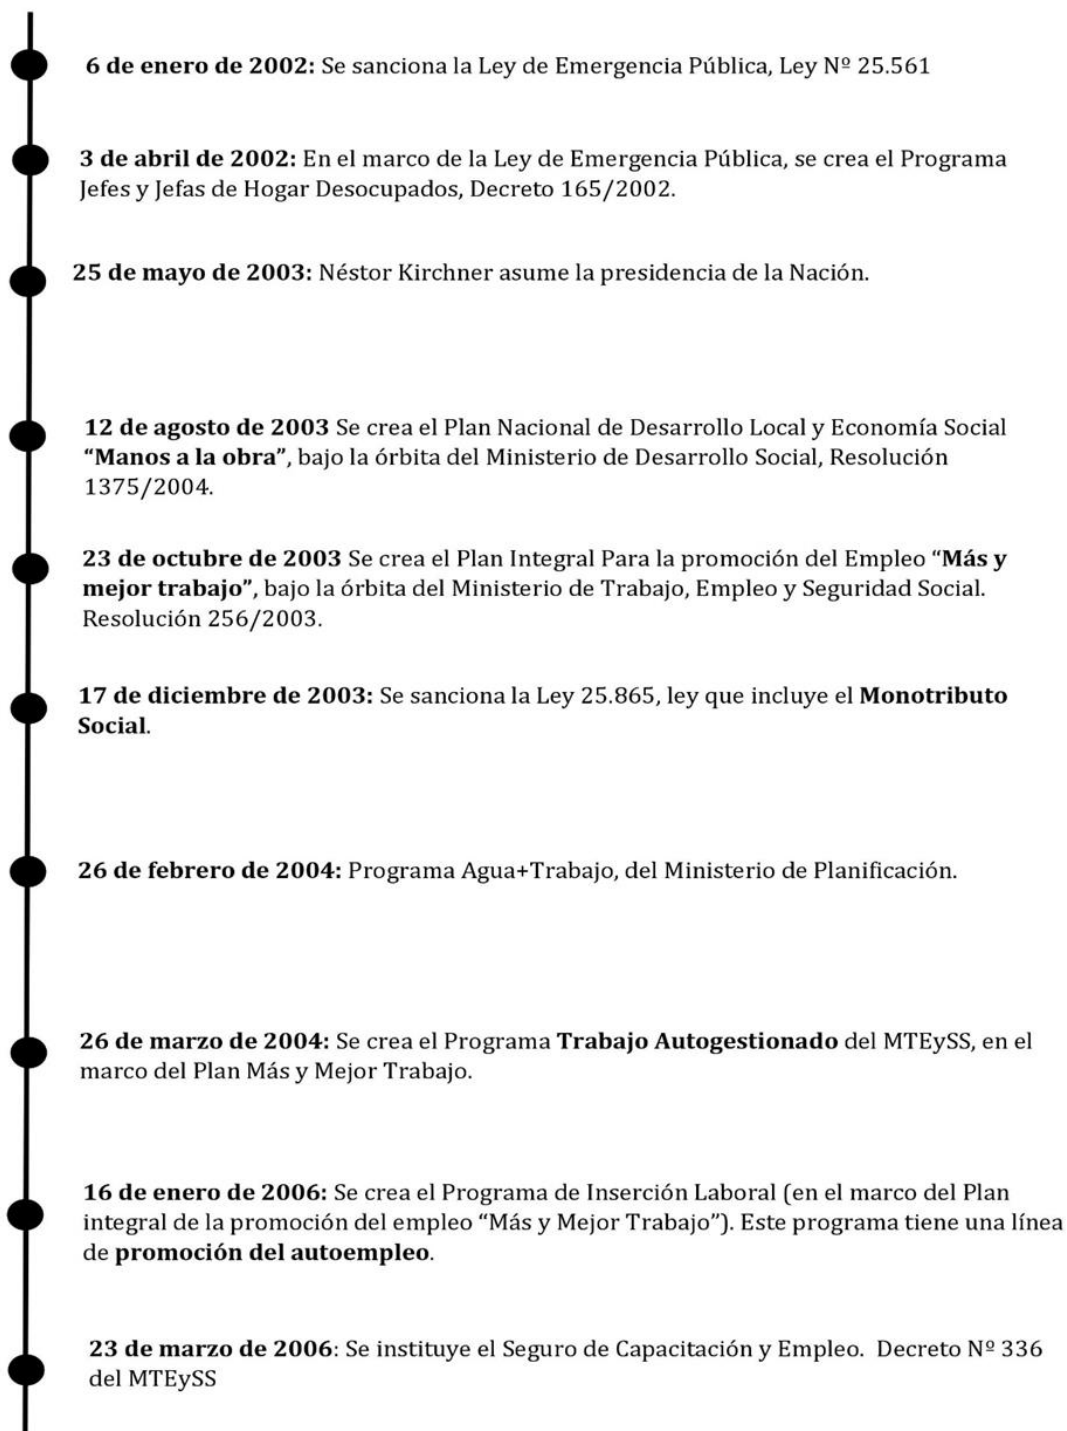 6 de enero de 2002: Se sanciona la Ley de Emergencia Pública, Ley Nº 25.561
3 de abril de 2002: En el marco de la Ley de Emergencia Pública, se crea el Programa
Jefes y Jefas de Hogar Desocupados, Decreto 165/2002.
25 de mayo de 2003: Néstor Kirchner asume la presidencia de la Nación.
12 de agosto de 2003 Se crea el Plan Nacional de Desarrollo Local y Economía Social
“Manos a la obra”, bajo la órbita del Ministerio de Desarrollo Social, Resolución
1375/2004.
23 de octubre de 2003 Se crea el Plan Integral Para la promoción del Empleo “Más y
mejor trabajo”, bajo la órbita del Ministerio de Trabajo, Empleo y Seguridad Social.
Resolución 256/2003.
17 de diciembre de 2003: Se sanciona la Ley 25.865, ley que incluye el Monotributo
Social.
26 de febrero de 2004: Programa Agua+Trabajo, del Ministerio de Planificación.
26 de marzo de 2004: Se crea el Programa Trabajo Autogestionado del MTEySS, en el
marco del Plan Más y Mejor Trabajo.
16 de enero de 2006: Se crea el Programa de Inserción Laboral (en el marco del Plan
integral de la promoción del empleo “Más y Mejor Trabajo”). Este programa tiene una línea
de promoción del autoempleo.
23 de marzo de 2006: Se instituye el Seguro de Capacitación y Empleo. Decreto Nº 336
del MTEySS